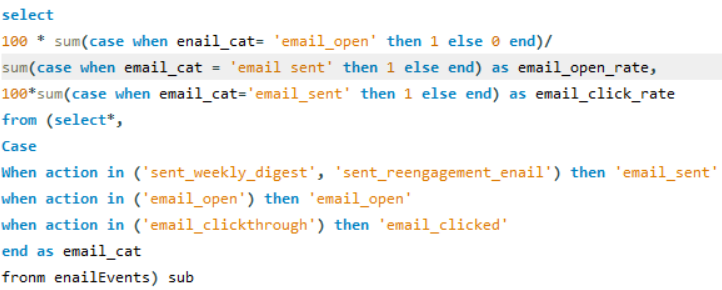 select
100 * sum(case when enail_cat= 'email_open' then 1 else 0 end)/
sum(case when email_cat = 'email sent' then 1 else end) as email_open_rate,
100*sum(case when email_cat='email_sent' then 1 else end) as email_click_rate
from (select*,
Case
When action in ('sent_weekly_digest', 'sent_reengagement_enail') then 'email_sent'
when action in ('email_open') then 'email_open'
when action in ('email_clickthrough') then 'email_clicked'
end as email_cat
fronm enailEvents) sub